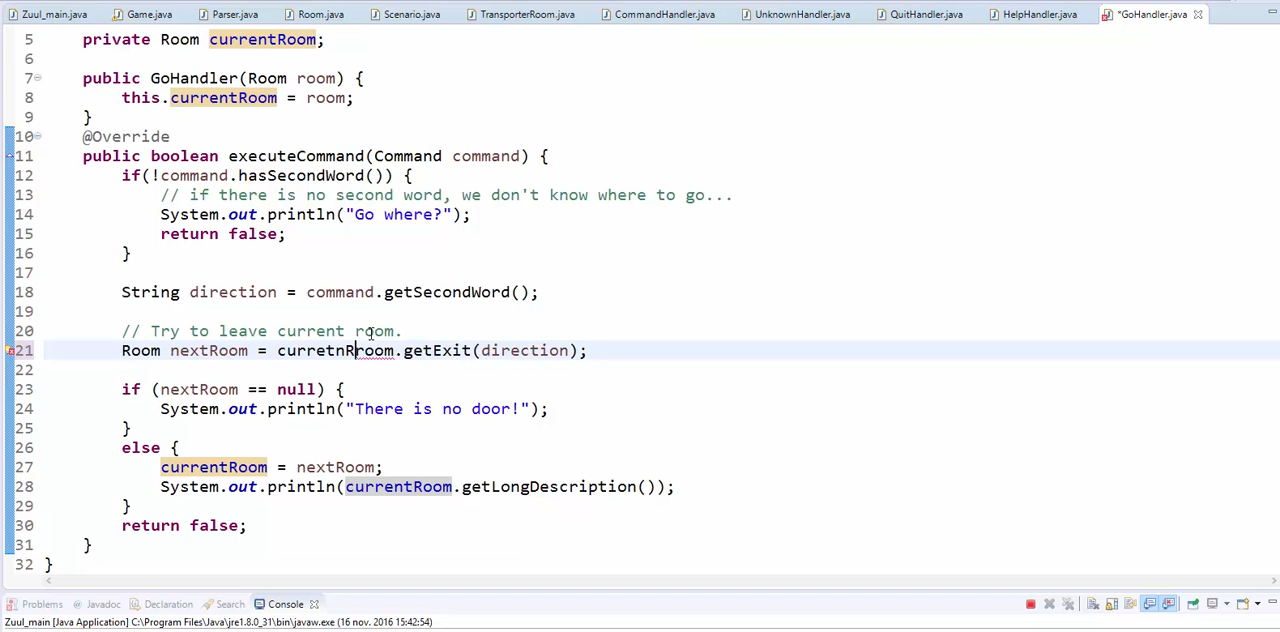 Zuul_main.java Game.java Parser.java Room.java Scenario.java TransporterRoom.java CommandHandler.java UnknownHandler.java QuitHandler.java HelpHandler.java *GoHandler.java
5 private Room currentRoom;
6
7 public GoHandler(Room room) {
8 this.currentRoom = room;
9 }
10 @Override
11 public boolean executeCommand(Command command) {
12 if(!command.hasSecondWord()) {
13 // if there is no second word, we don't know where to go...
14 System.out.println("Go where?");
15 return false;
16 }
17
18 String direction = command.getSecondWord();
19
20 // Try to leave current room.
21 Room nextRoom = curretnRroom.getExit(direction);
22
23 if (nextRoom == null) {
24 System.out.println("There is no door!");
25 }
26 else {
27 currentRoom = nextRoom;
28 System.out.println(currentRoom.getLongDescription());
29 }
30 return false;
31 }
32 }
Problems Javadoc Declaration Search Console
Zuul_main [Java Application] C:\Program Files\Java\jre1.8.0_31\bin\javaw.exe (16 nov. 2016 15:42:54)